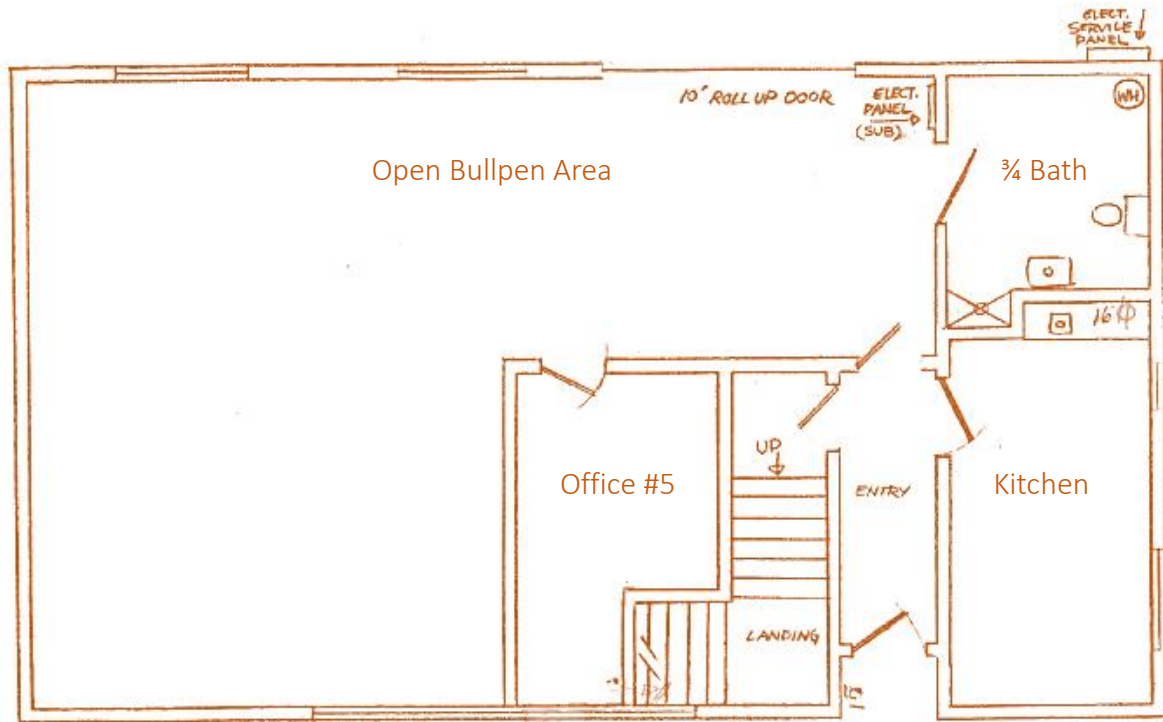 ELECT.
SERVICE
PANEL
10' ROLL UP DOOR
ELECT.
PANEL
(SUB)
WH
Open Bullpen Area
¾ Bath
16
UP
Office #5
ENTRY
Kitchen
LANDING